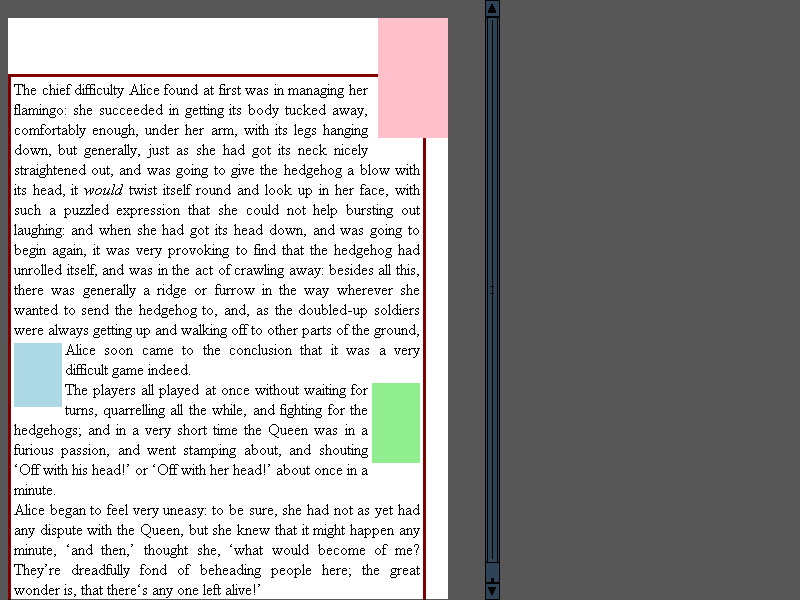 The chief difficulty Alice found at first was in managing her
flamingo: she succeeded in getting its body tucked away,
comfortably enough, under her arm, with its legs hanging
down, but generally, just as she had got its neck nicely
straightened out, and was going to give the hedgehog a blow with
its head, it would twist itself round and look up in her face, with
such a puzzled expression that she could not help bursting out
laughing: and when she had got its head down, and was going to
begin again, it was very provoking to find that the hedgehog had
unrolled itself, and was in the act of crawling away: besides all this,
there was generally a ridge or furrow in the way wherever she
wanted to send the hedgehog to, and, as the doubled-up soldiers
were always getting up and walking off to other parts of the ground,
Alice soon came to the conclusion that it was a very
difficult game indeed.
The players all played at once without waiting for
turns, quarrelling all the while, and fighting for the
hedgehogs; and in a very short time the Queen was in a
furious passion, and went stamping about, and shouting
‘Off with his head!’ or ‘Off with her head!’ about once in a
minute.
Alice began to feel very uneasy: to be sure, she had not as yet had
any dispute with the Queen, but she knew that it might happen any
minute, ‘and then,’ thought she, ‘what would become of me?
They’re dreadfully fond of beheading people here; the great
wonder is, that there‘s any one left alive!’